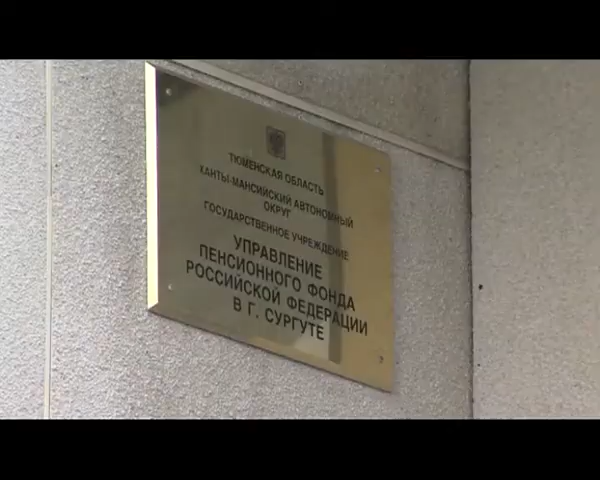 ТЮМЕНСКАЯ ОБЛАСТЬ
ХАНТЫ-МАНСИЙСКИЙ АВТОНОМНЫЙ
ОКРУГ
ГОСУДАРСТВЕННОЕ УЧРЕЖДЕНИЕ
УПРАВЛЕНИЕ
ПЕНСИОННОГО ФОНДА
РОССИЙСКОЙ ФЕДЕРАЦИИ
В Г. СУРГУТЕ